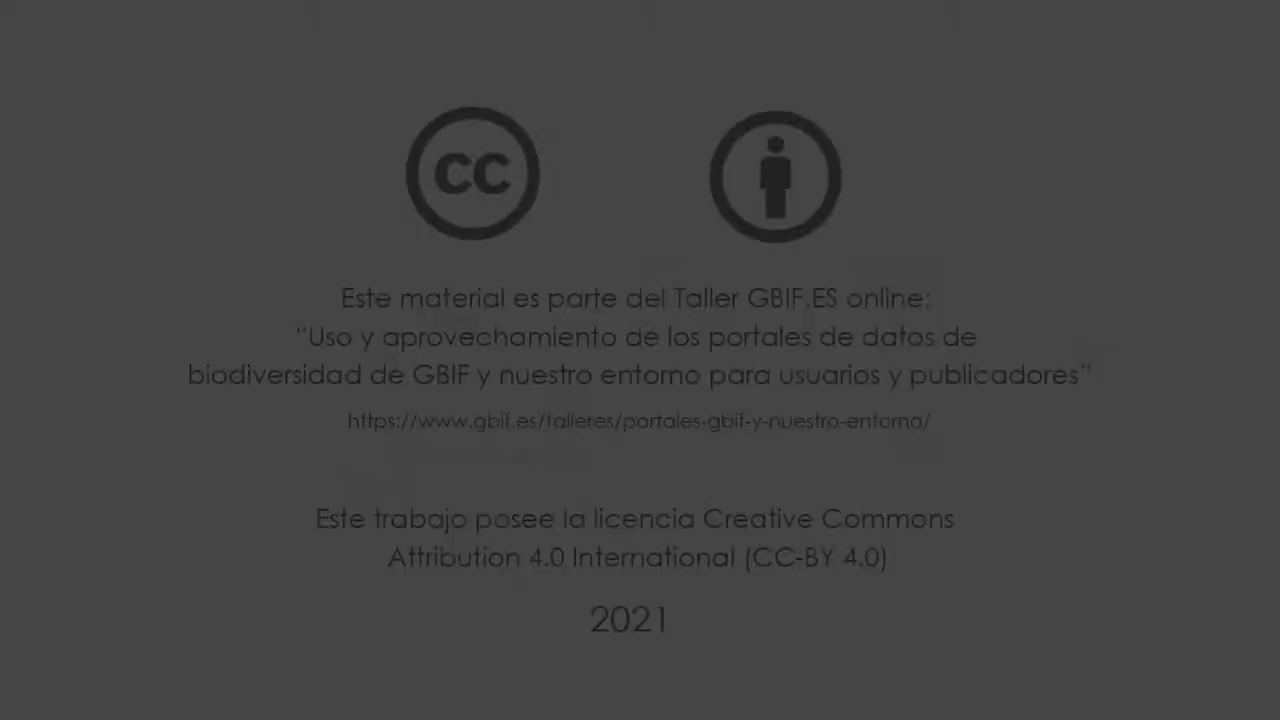 CC
Este material es parte del Taller GBIF.ES online:
"Uso y aprovechamiento de los portales de datos de
biodiversidad de GBIF y nuestro entorno para usuarios y publicadores"
https://www.gbif.es/talleres/portales-gbif-y-nuestro-entorno/
Este trabajo posee la licencia Creative Commons
Attribution 4.0 International (CC-BY 4.0)
2021